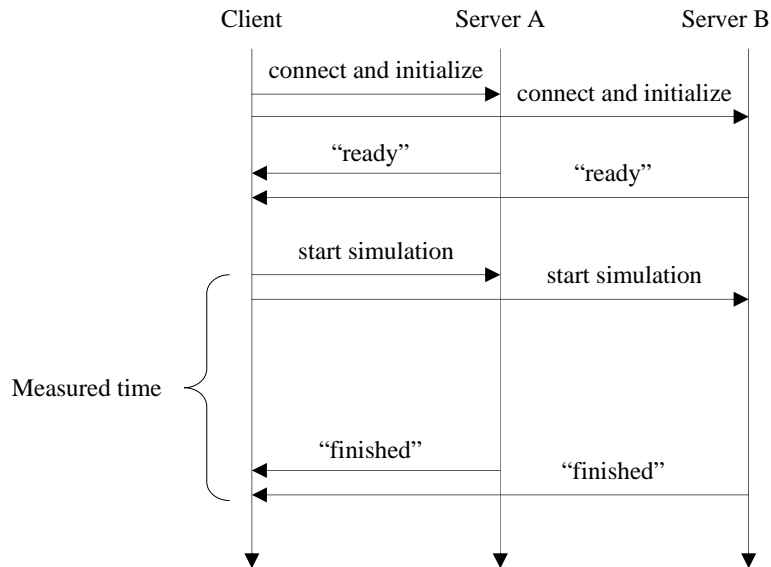 Client
Server A
Server B
connect and initialize
connect and initialize
“ready”
“ready”
start simulation
start simulation
Measured time
“finished”
“finished”